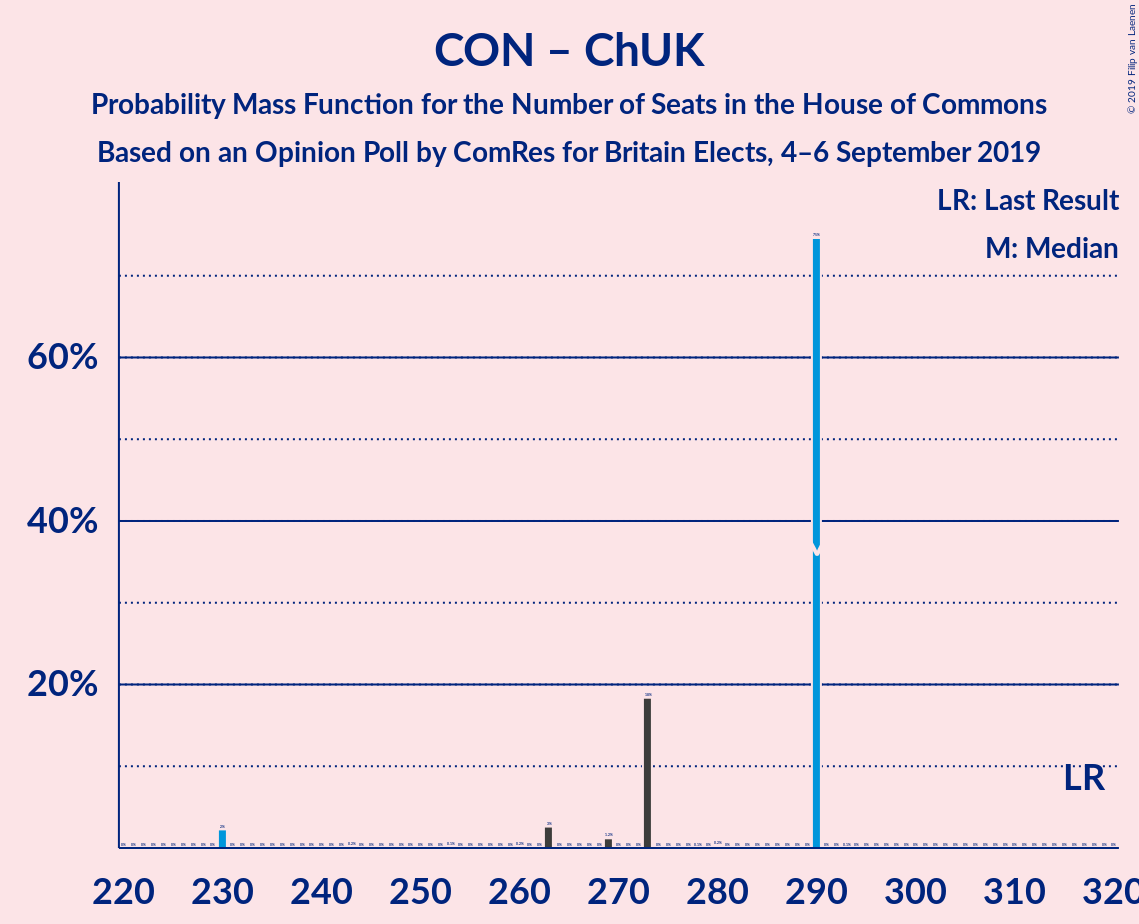 CON – ChUK
Probability Mass Function for the Number of Seats in the House of Commons
Based on an Opinion Poll by ComRes for Britain Elects, 4–6 September 2019
© 2019 Filip van Laenen
LR: Last Result
M: Median
60%
40%
20%
LR
220 230 240 250 260 270 280 290 300 310 320